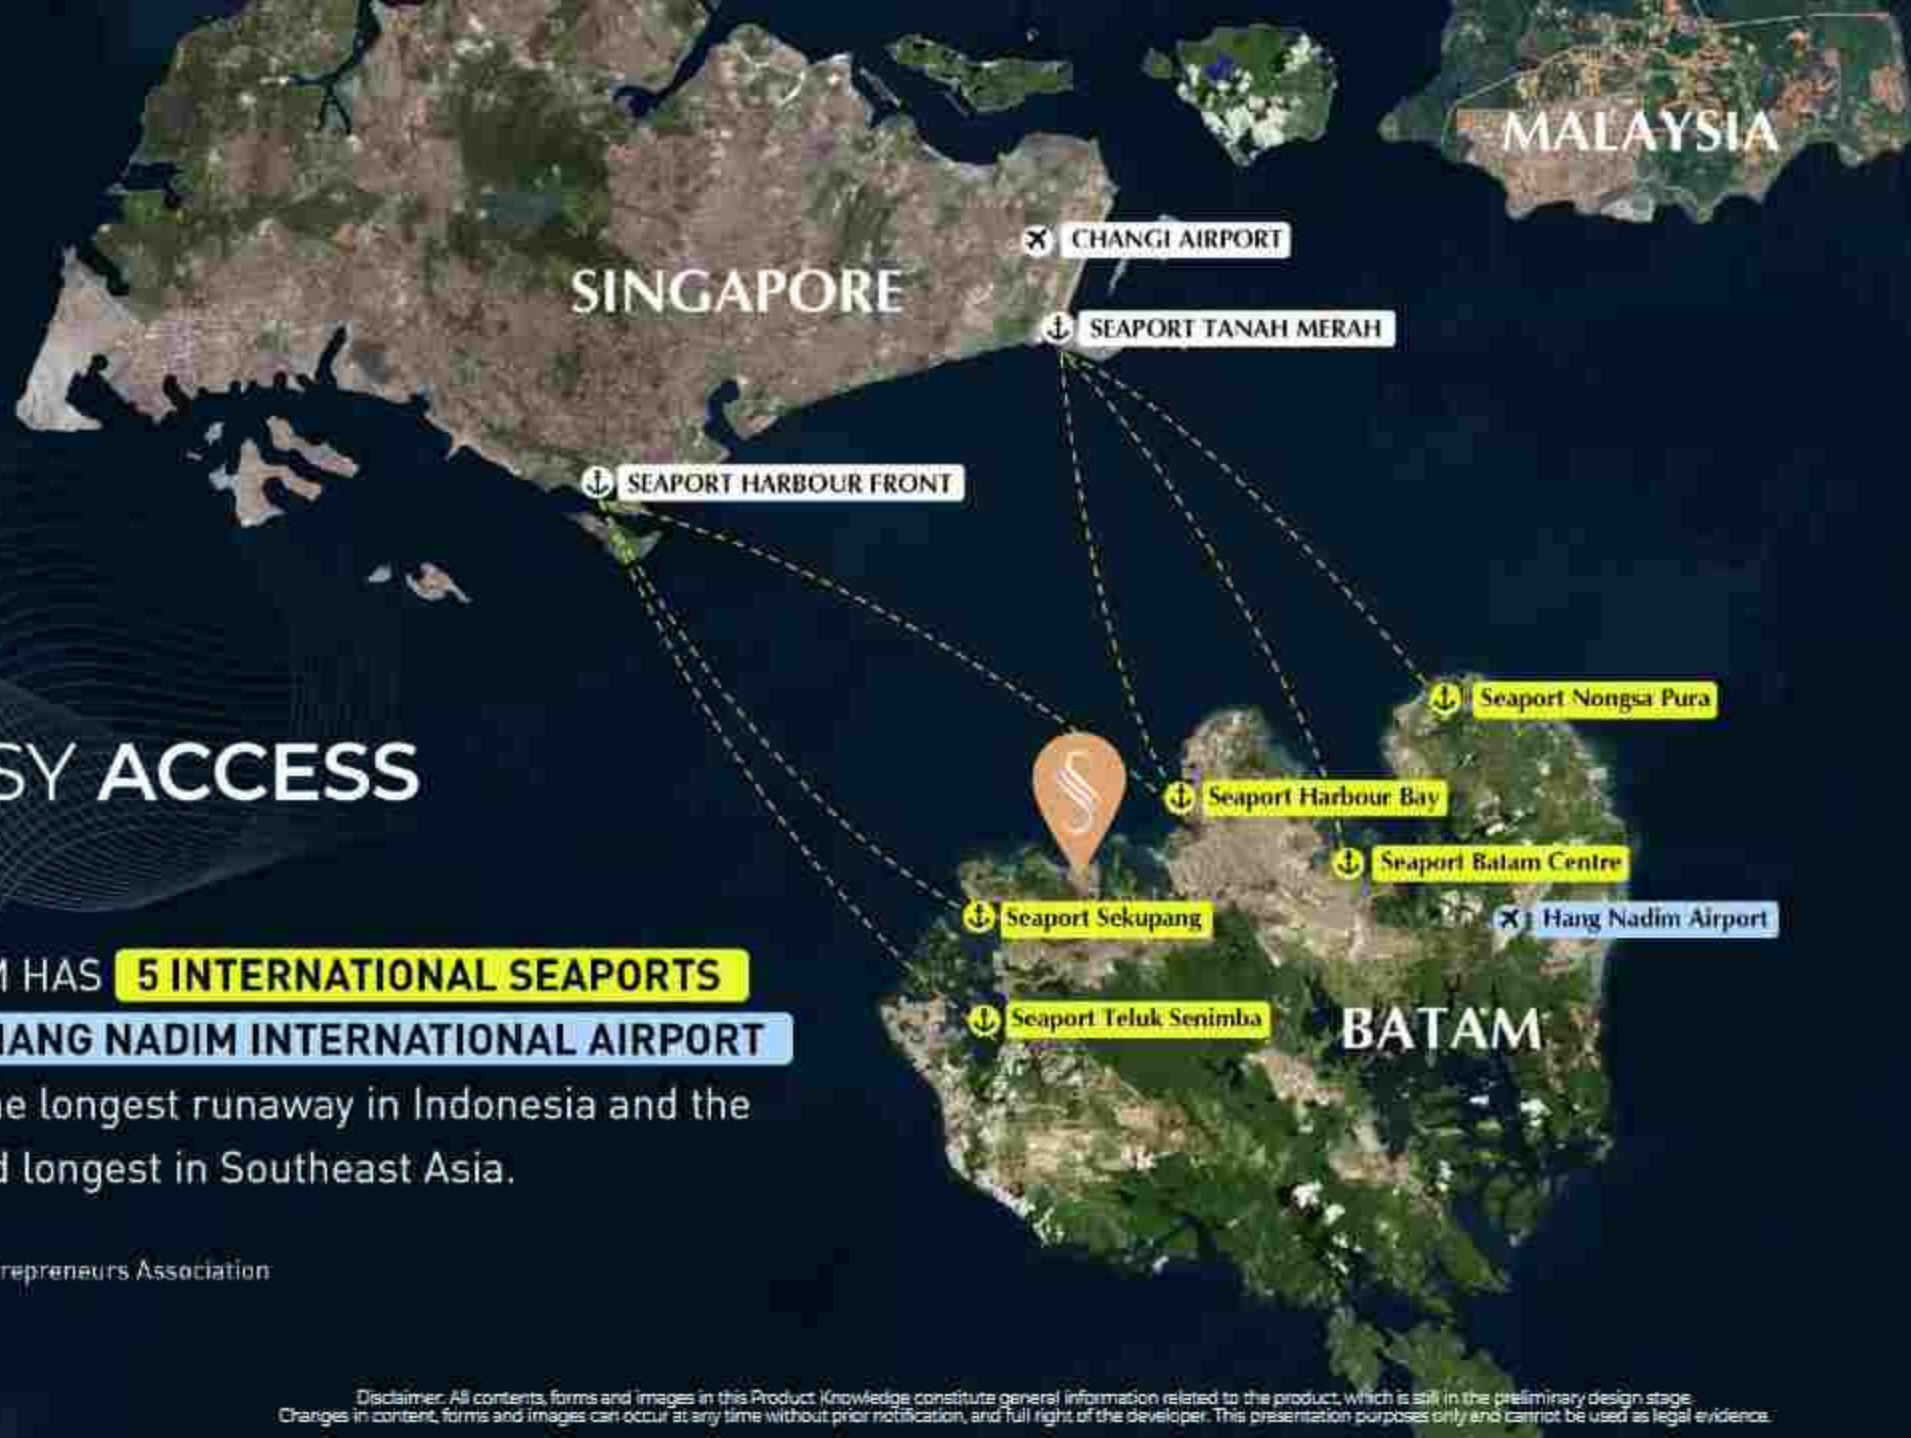 SINGAPORE
MALAYSIA
CHANGI AIRPORT
SEAPORT TANAH MERAH
SEAPORT HARBOUR FRONT
Seaport Nongsa Pura
Seaport Harbour Bay
Seaport Batam Centre
Hang Nadim Airport
Seaport Sekupang
Seaport Teluk Senimba
BATAM
SY ACCESS
M HAS 5 INTERNATIONAL SEAPORTS
HANG NADIM INTERNATIONAL AIRPORT
he longest runaway in Indonesia and the
d longest in Southeast Asia.
repreneurs Association
Disclaimer: All contents, forms and images in this Product Knowledge constitute general information related to the product, which is still in the preliminary design stage.
Changes in content, forms and images can occur at any time without prior notification, and full right of the developer. This presentation purposes only and cannot be used as legal evidence.